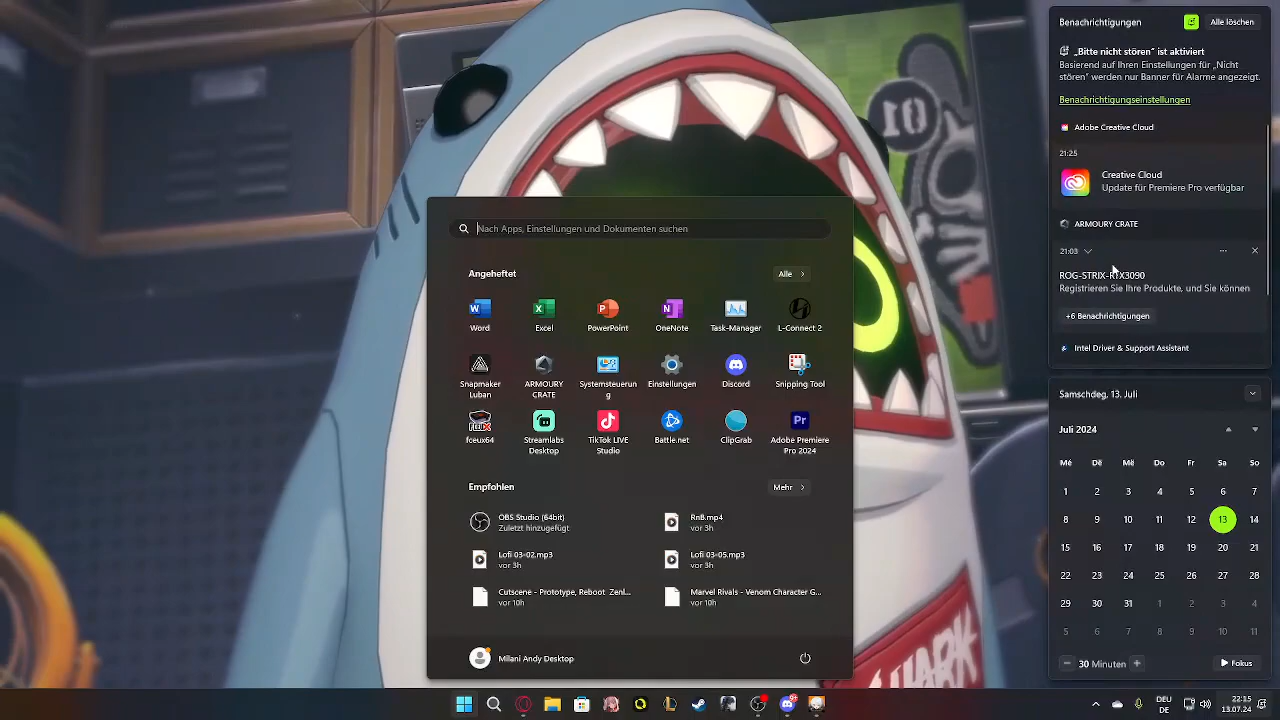 Nach Apps, Einstellungen und Dokumenten suchen
Angeheftet
Alle
Word
Excel
PowerPoint
OneNote
Task-Manager
L-Connect 2
Snapmaker
Luban
ARMOURY
CRATE
Systemsteuerun
g
Einstellungen
Discord
Snipping Tool
fceux64
Streamlabs
Desktop
TikTok LIVE
Studio
Battle.net
ClipGrab
Adobe Premiere
Pro 2024
Empfohlen
Mehr
OBS Studio (64bit)
Zuletzt hinzugefügt
RnB.mp4
vor 3h
Lofi 03-02.mp3
vor 3h
Lofi 03-05.mp3
vor 3h
Cutscene - Prototype, Reboot Zenl...
vor 10h
Marvel Rivals - Venom Character G...
vor 10h
Milani Andy Desktop
Benachrichtigungen
Alle löschen
„Bitte nicht stören" ist aktiviert
Basierend auf Ihren Einstellungen für „Nicht
stören" werden nur Banner für Alarme angezeigt.
Benachrichtigungseinstellungen
Adobe Creative Cloud
21:25
Creative Cloud
Update für Premiere Pro verfügbar
ARMOURY CRATE
21:03
ROG-STRIX-RTX3090
Registrieren Sie Ihre Produkte, und Sie können
+6 Benachrichtigungen
Intel Driver & Support Assistant
Samschdeg, 13. Juli
Juli 2024
Mé Dë Më Do Fr Sa So
1 2 3 4 5 6 7
8 9 10 11 12 13 14
15 16 17 18 19 20 21
22 23 24 25 26 27 28
29 30 31 1 2 3 4
5 6 7 8 9 10 11
30 Minuten
Fokus
01
SHARK
DEU
DE
22:15
13.07.24